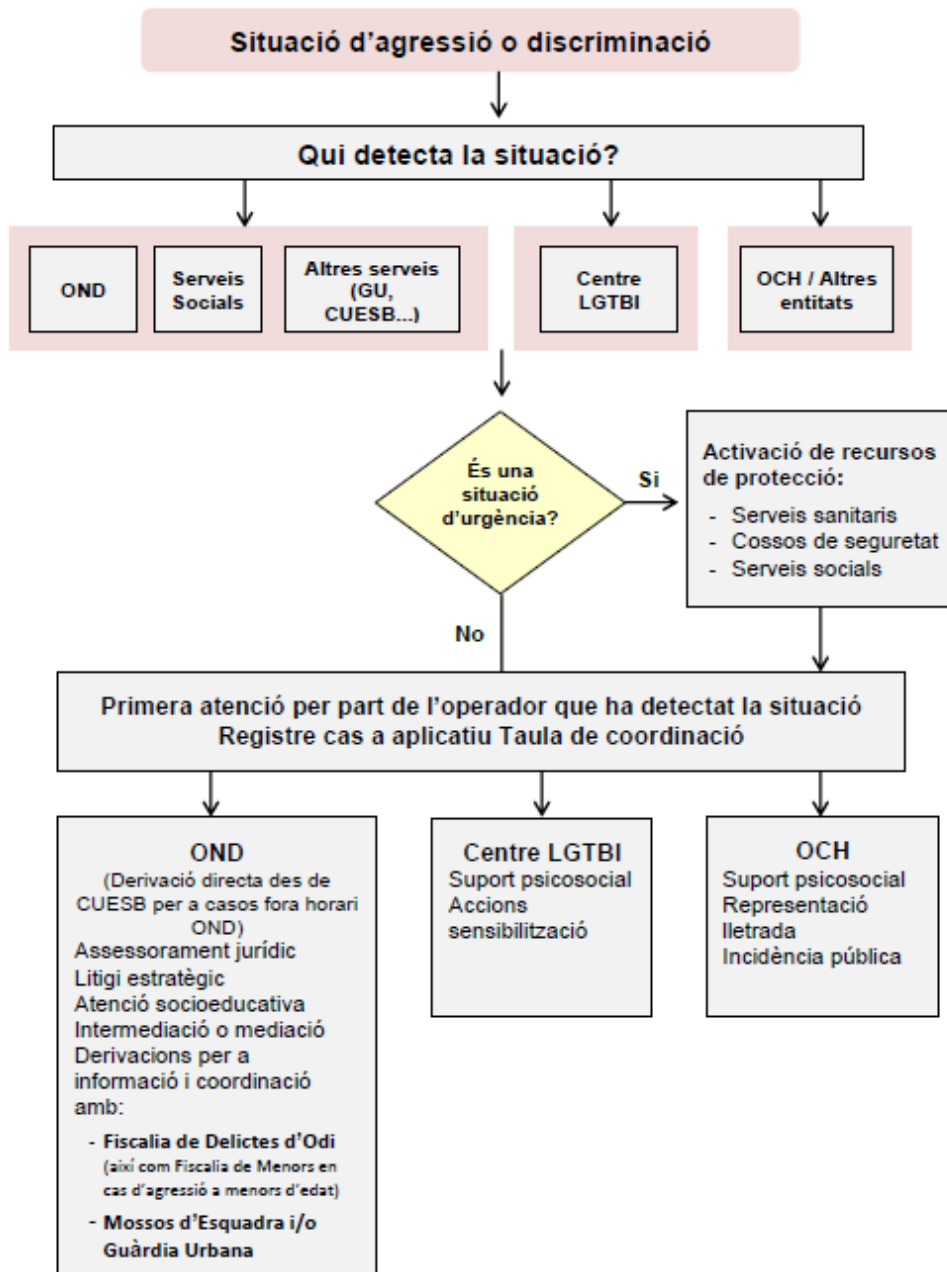 Situació d'agressió o discriminació
Qui detecta la situació?
OND
Serveis
Socials
Altres serveis
(GU,
CUESB...)
Centre
LGTBI
OCH / Altres
entitats
És una
situació
d'urgència?
Si
Activació de recursos
de protecció:
- Serveis sanitaris
- Cossos de seguretat
- Serveis socials
No
Primera atenció per part de l'operador que ha detectat la situació
Registre cas a aplicatiu Taula de coordinació
OND
(Derivació directa des de
CUESB per a casos fora horari
OND)
Assessorament jurídic
Litigi estratègic
Atenció socioeducativa
Intermediació o mediació
Derivacions per a
informació i coordinació
amb:
- Fiscalia de Delictes d'Odi
(així com Fiscalia de Menors en
cas d'agressió a menors d'edat)
- Mossos d'Esquadra i/o
Guàrdia Urbana
Centre LGTBI
Suport psicosocial
Accions
sensibilització
OCH
Suport psicosocial
Representació
lletrada
Incidència pública